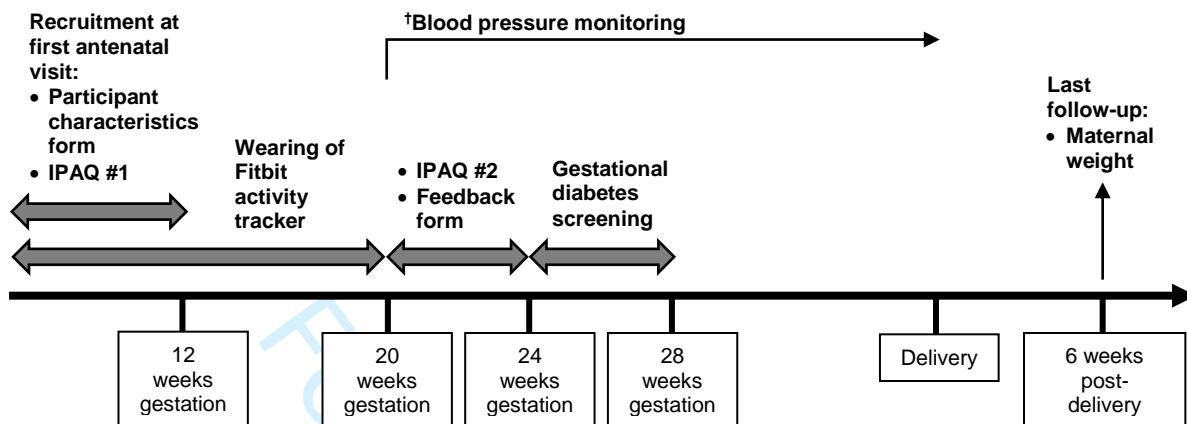 Recruitment at
first antenatal
visit:
• Participant
characteristics
form
• IPAQ #1
Wearing of
Fitbit
activity
tracker
†Blood pressure monitoring
• IPAQ #2
• Feedback
form
Gestational
diabetes
screening
Last
follow-up:
• Maternal
weight
12
weeks
gestation
20
weeks
gestation
24
weeks
gestation
28
weeks
gestation
Delivery
6 weeks
post-
delivery
Fo